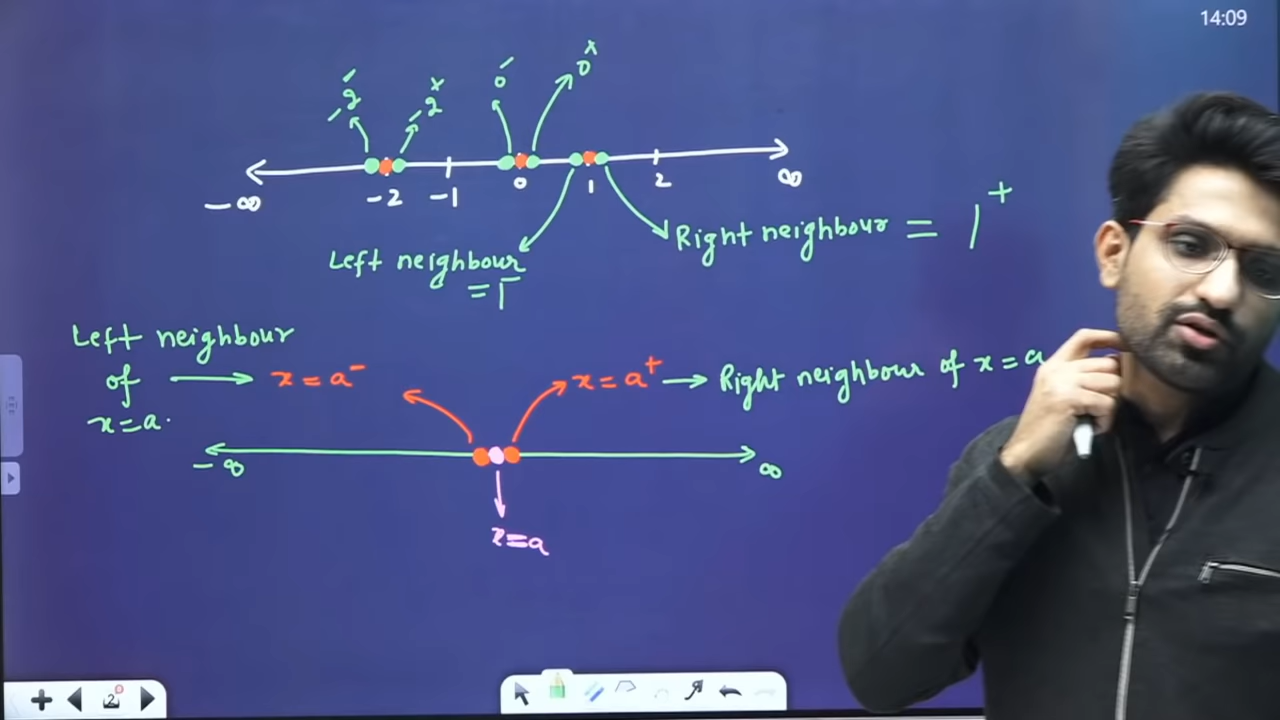 14:09
-2⁻ -2⁺ 0⁻ 0⁺
-∞ -2 -1 0 1 2 ∞
Right neighbour = 1⁺
Left neighbour
= 1⁻
Left neighbour
of → x = a⁻
x = a.
x = a⁺ → Right neighbour of x = a
-∞ ∞
x = a
2